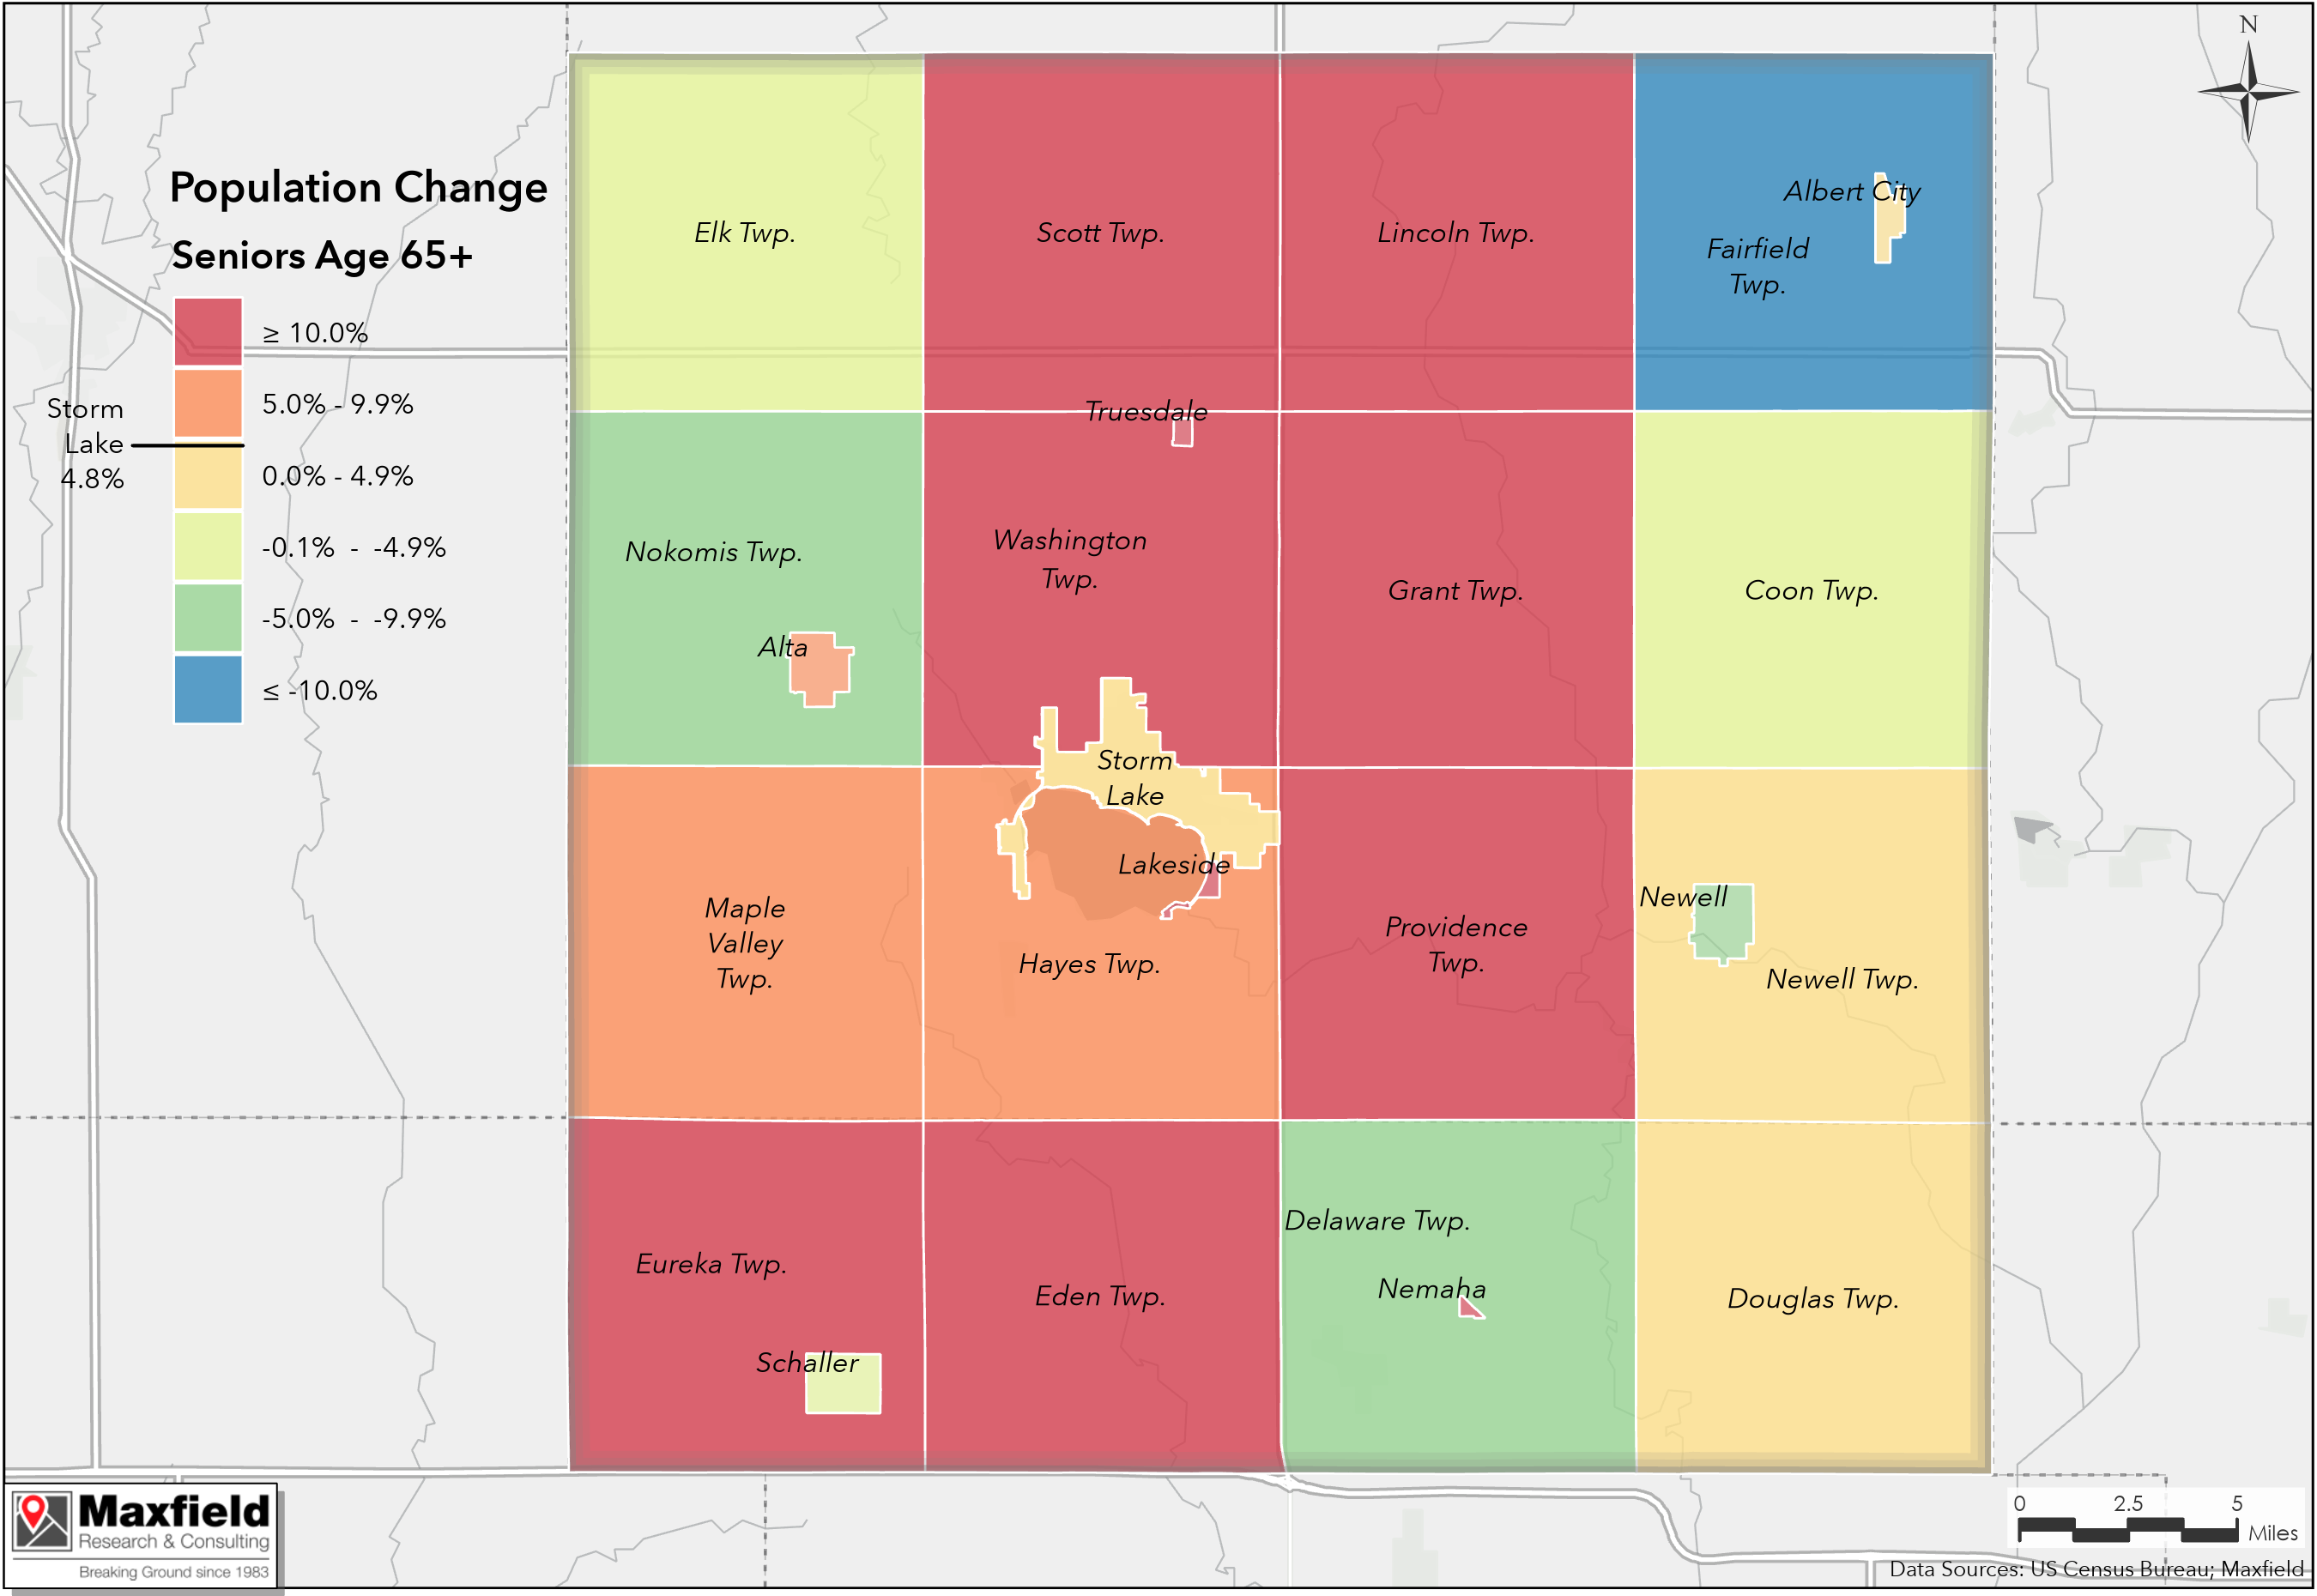 N
Population Change
Seniors Age 65+
≥ 10.0%
5.0% - 9.9%
Storm
Lake
4.8%
0.0% - 4.9%
-0.1%  -  -4.9%
-5.0%  -  -9.9%
≤ -10.0%
Elk Twp.
Scott Twp.
Lincoln Twp.
Albert City
Fairfield
Twp.
Truesdale
Nokomis Twp.
Washington
Twp.
Grant Twp.
Coon Twp.
Alta
Storm
Lake
Lakeside
Maple
Valley
Twp.
Hayes Twp.
Providence
Twp.
Newell
Newell Twp.
Eureka Twp.
Schaller
Eden Twp.
Delaware Twp.
Nemaha
Douglas Twp.
Maxfield
Research & Consulting
Breaking Ground since 1983
0 2.5 5
Miles
Data Sources: US Census Bureau; Maxfield